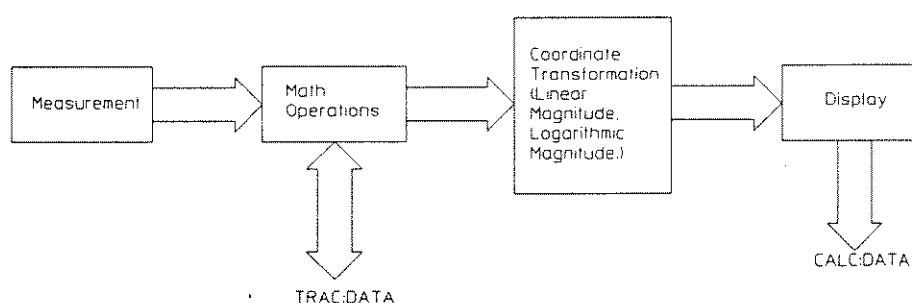 Measurement
Math
Operations
Coordinate
Transformation
(Linear
Magnitude,
Logarithmic
Magnitude,)
Display
TRAC:DATA
CALC:DATA